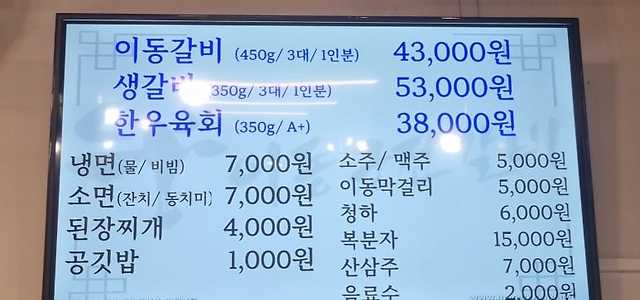 이동갈비 (450g/ 3대/ 1인분) 43,000원
생갈비 350g/ 3대/ 1인분) 53,000원
한우육회 (350g/ A+) 38,000원
냉면(물/ 비빔) 7,000원
소면(잔치/ 동치미) 7,000원
된장찌개 4,000원
공깃밥 1,000원
소주/ 맥주 5,000원
이동막걸리 5,000원
청하 6,000원
복분자 15,000원
산삼주 7,000원
음료수 2,000원